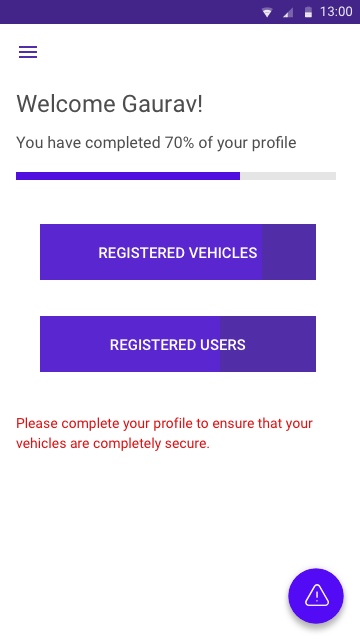 13:00
Welcome Gaurav!
You have completed 70% of your profile
REGISTERED VEHICLES
REGISTERED USERS
Please complete your profile to ensure that your
vehicles are completely secure.